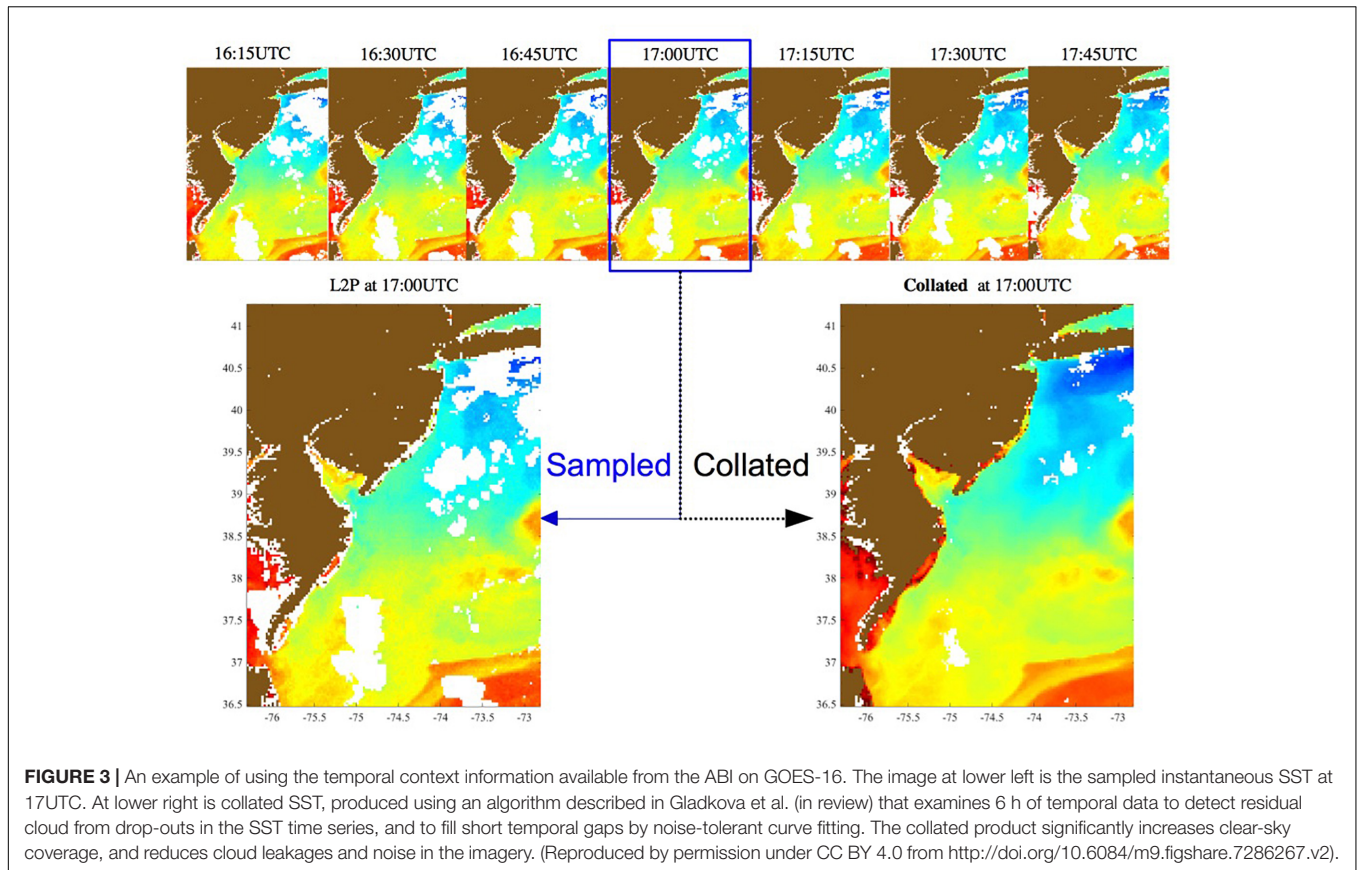 16:15UTC 16:30UTC 16:45UTC 17:00UTC 17:15UTC 17:30UTC 17:45UTC
L2P at 17:00UTC
Collated at 17:00UTC
41
40.5
40
39.5
39
38.5
38
37.5
37
36.5
-76 -75.5 -75 -74.5 -74 -73.5 -73
Sampled Collated
41
40.5
40
39.5
39
38.5
38
37.5
37
36.5
-76 -75.5 -75 -74.5 -74 -73.5 -73
FIGURE 3 | An example of using the temporal context information available from the ABI on GOES-16. The image at lower left is the sampled instantaneous SST at
17UTC. At lower right is collated SST, produced using an algorithm described in Gladkova et al. (in review) that examines 6 h of temporal data to detect residual
cloud from drop-outs in the SST time series, and to fill short temporal gaps by noise-tolerant curve fitting. The collated product significantly increases clear-sky
coverage, and reduces cloud leakages and noise in the imagery. (Reproduced by permission under CC BY 4.0 from http://doi.org/10.6084/m9.figshare.7286267.v2).